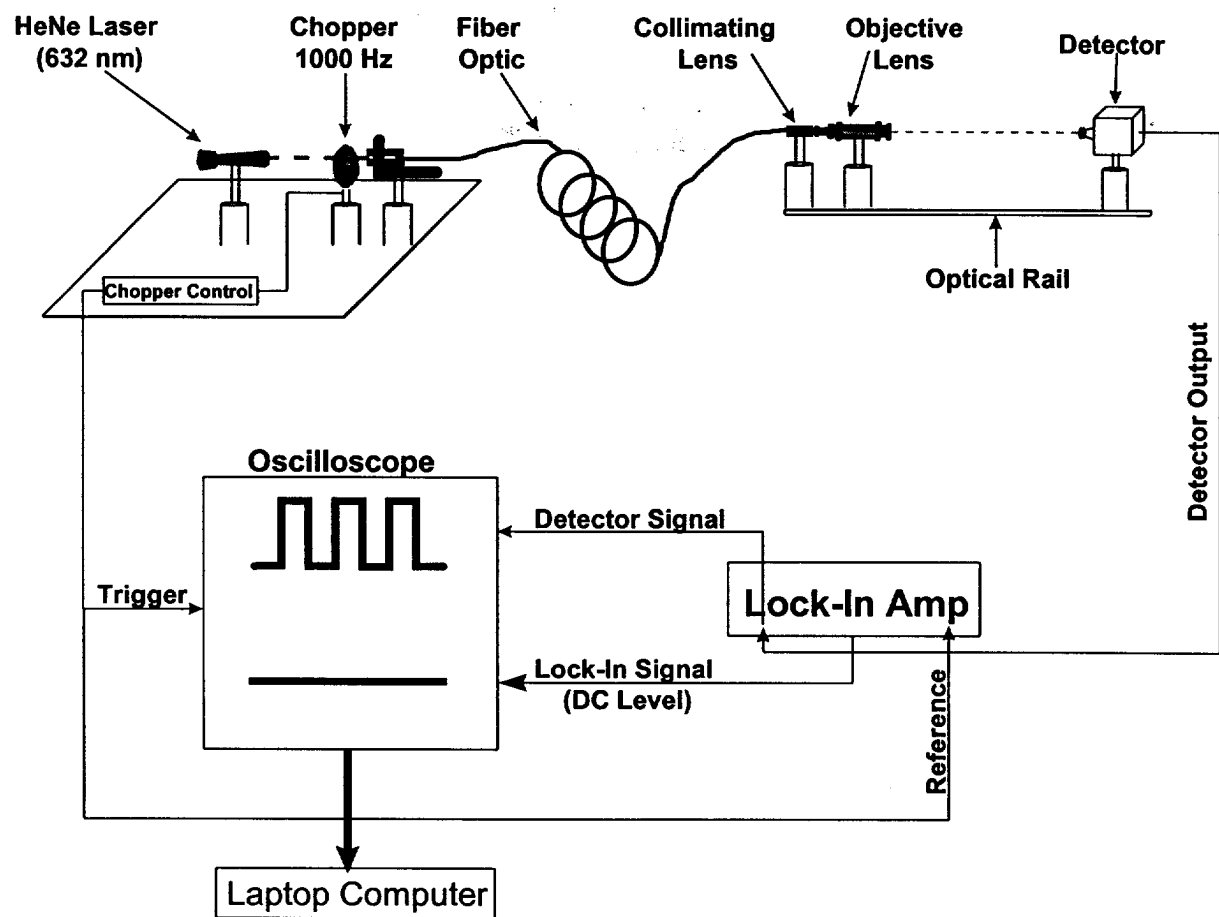 HeNe Laser
(632 nm)
Chopper
1000 Hz
Fiber
Optic
Collimating
Lens
Objective
Lens
Detector
Chopper Control
Optical Rail
Detector Output
Oscilloscope
Detector Signal
Trigger
Lock-In Amp
Lock-In Signal
(DC Level)
Reference
Laptop Computer